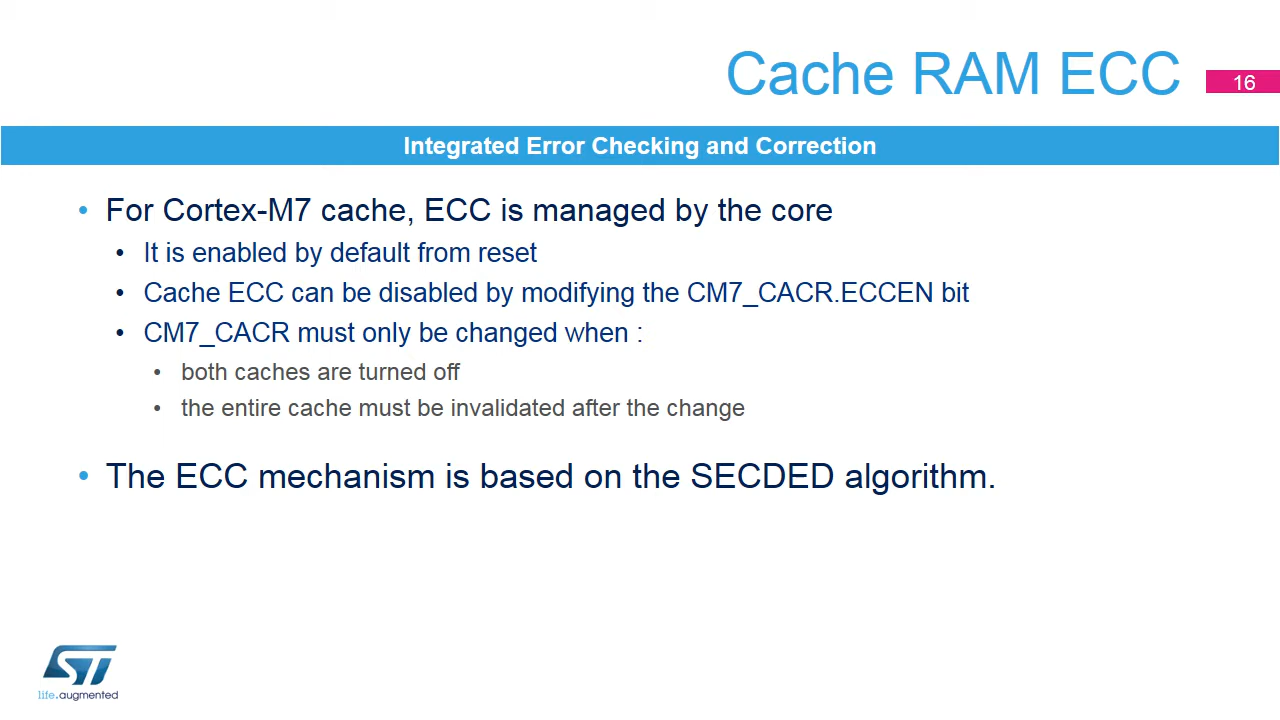 Cache RAM ECC
16
Integrated Error Checking and Correction
• For Cortex-M7 cache, ECC is managed by the core
• It is enabled by default from reset
• Cache ECC can be disabled by modifying the CM7_CACR.ECCEN bit
• CM7_CACR must only be changed when :
• both caches are turned off
• the entire cache must be invalidated after the change
• The ECC mechanism is based on the SECDED algorithm.
ST
life.augmented